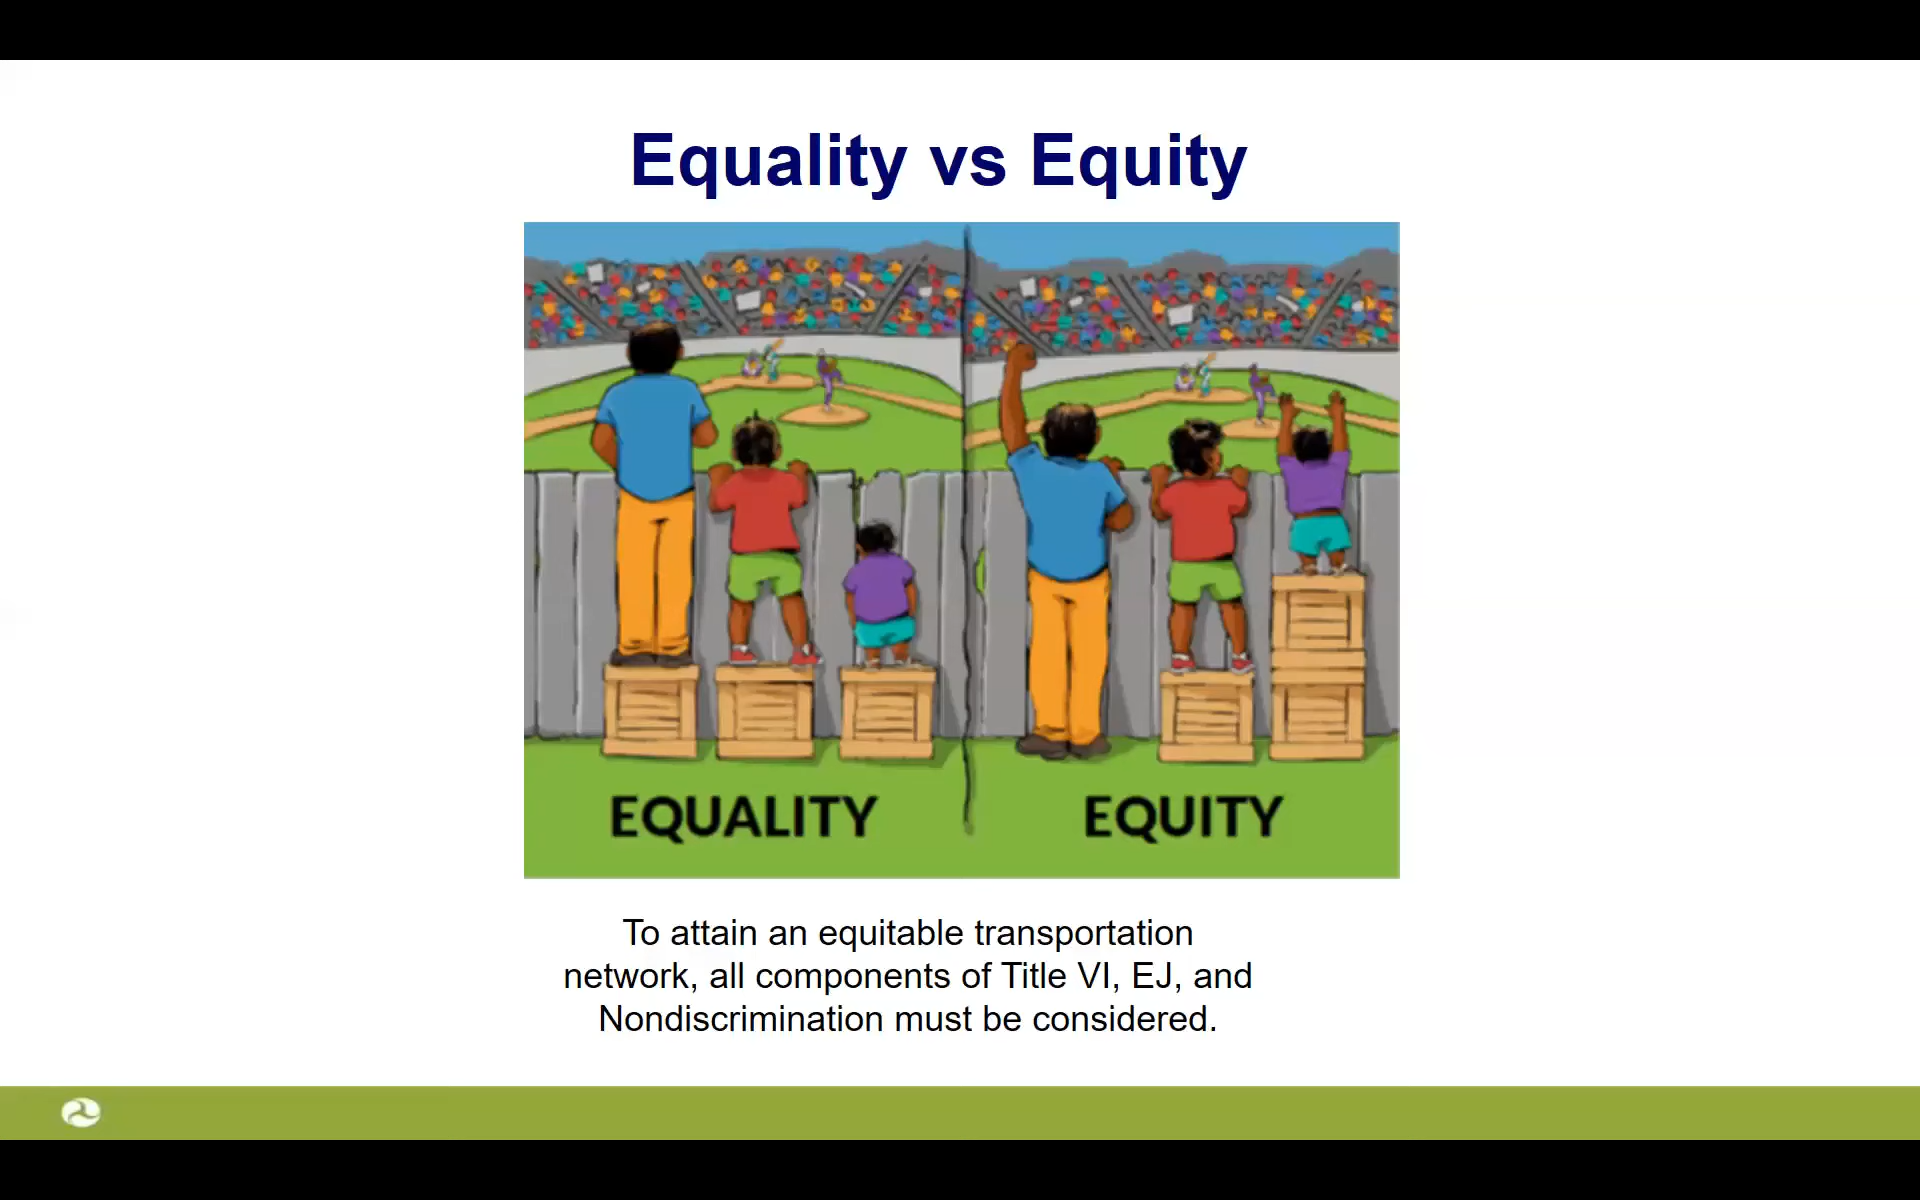 Equality vs Equity
EQUALITY
EQUITY
To attain an equitable transportation
network, all components of Title VI, EJ, and
Nondiscrimination must be considered.